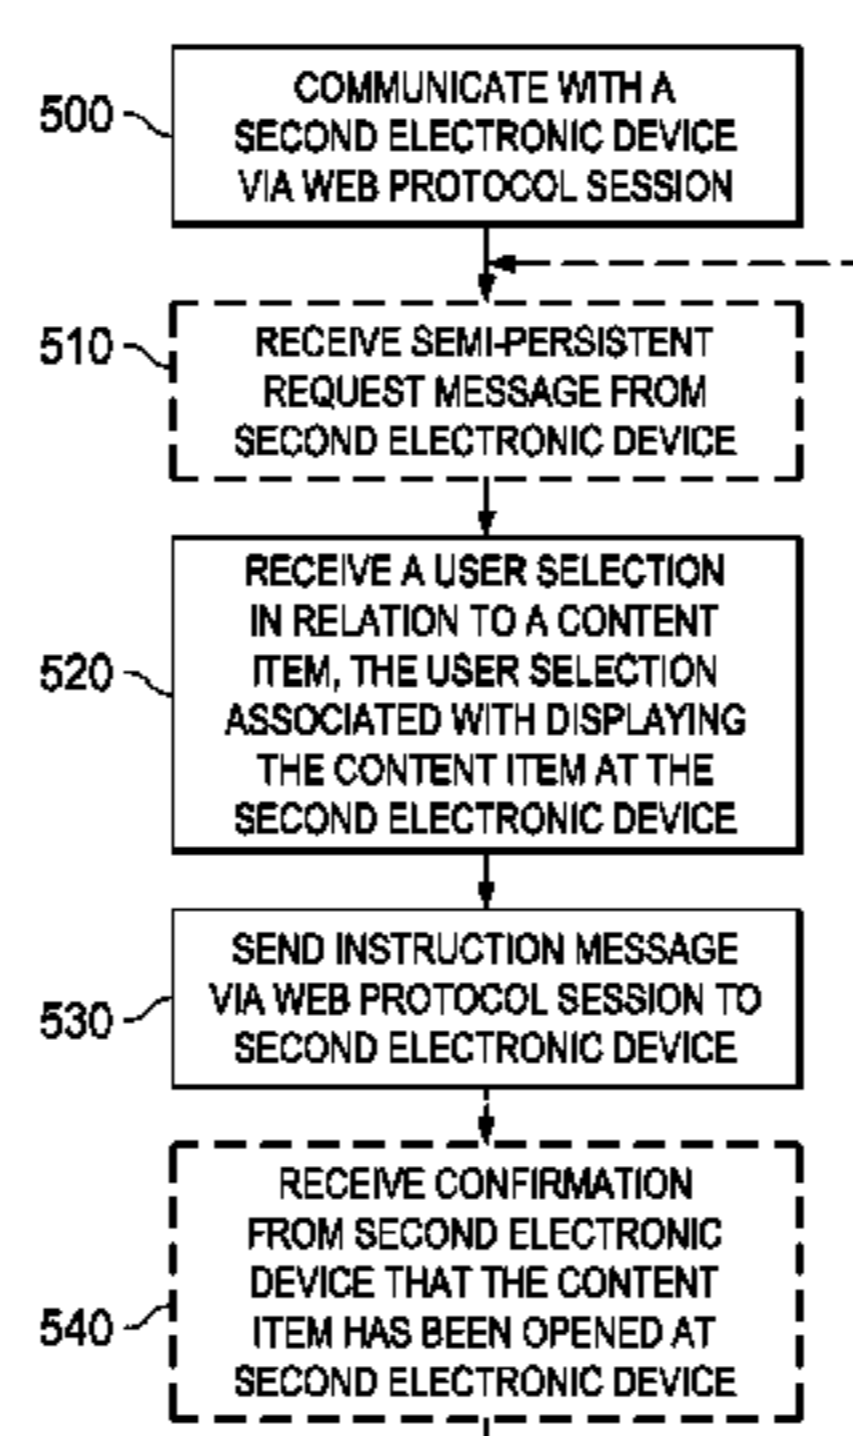 500
COMMUNICATE WITH A
SECOND ELECTRONIC DEVICE
VIA WEB PROTOCOL SESSION
510
RECEIVE SEMI-PERSISTENT
REQUEST MESSAGE FROM
SECOND ELECTRONIC DEVICE
520
RECEIVE A USER SELECTION
IN RELATION TO A CONTENT
ITEM, THE USER SELECTION
ASSOCIATED WITH DISPLAYING
THE CONTENT ITEM AT THE
SECOND ELECTRONIC DEVICE
530
SEND INSTRUCTION MESSAGE
VIA WEB PROTOCOL SESSION TO
SECOND ELECTRONIC DEVICE
540
RECEIVE CONFIRMATION
FROM SECOND ELECTRONIC
DEVICE THAT THE CONTENT
ITEM HAS BEEN OPENED AT
SECOND ELECTRONIC DEVICE